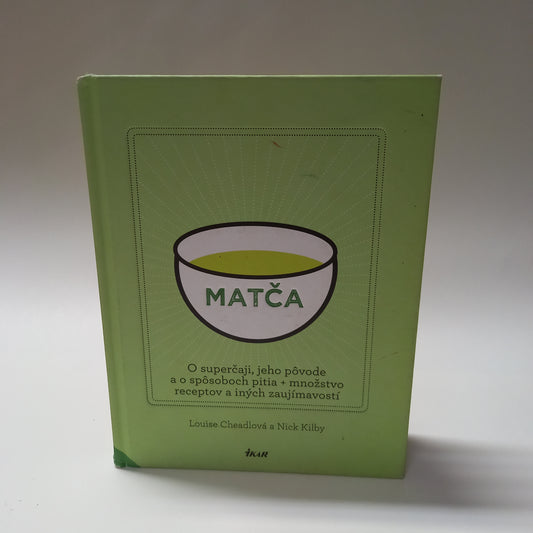 MATČA
O superčaji, jeho pôvode
a o spôsoboch pitia + množstvo
receptov a iných zaujímavostí
Louise Cheadlová a Nick Kilby
IKAR